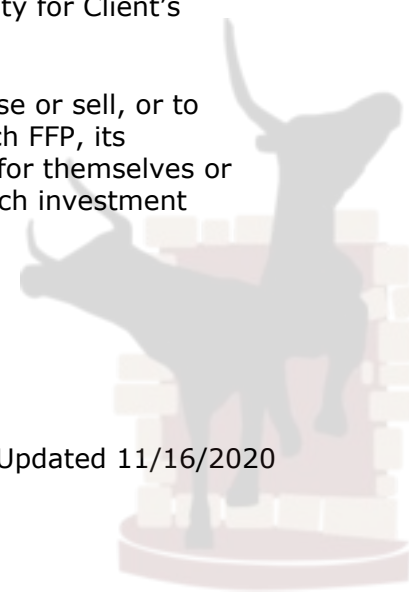 ty for Client's
se or sell, or to
ch FFP, its
for themselves or
ch investment
Updated 11/16/2020